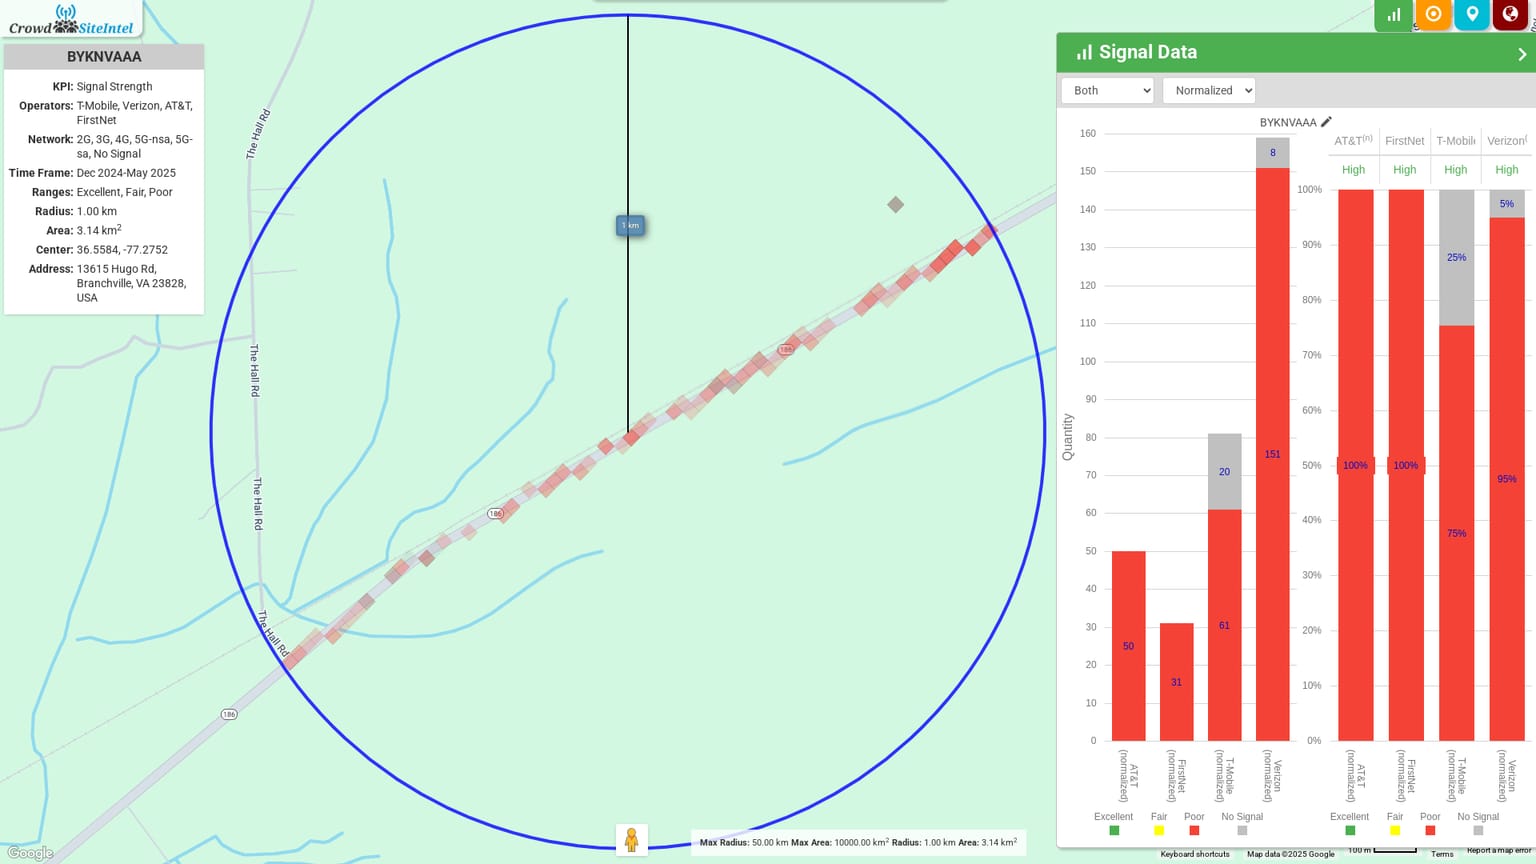 CrowdSiteIntel
BYKNVAAA
KPI: Signal Strength
Operators: T-Mobile, Verizon, AT&T,
FirstNet
Network: 2G, 3G, 4G, 5G-nsa, 5G-
sa, No Signal
Time Frame: Dec 2024-May 2025
Ranges: Excellent, Fair, Poor
Radius: 1.00 km
Area: 3.14 km2
Center: 36.5584, -77.2752
Address: 13615 Hugo Rd,
Branchville, VA 23828,
USA
The Hall Rd
The Hall Rd
The Hall Rd
The Hall Rd
1 km
186
186
186
Google
Max Radius: 50.00 km Max Area: 10000.00 km2 Radius: 1.00 km Area: 3.14 km2
Signal Data
Both
Normalized
BYKNVAAA
Quantity
160
150
140
130
120
110
100
90
80
70
60
50
40
30
20
10
0
50
31
20
61
8
151
AT&T
(normalized)
FirstNet
(normalized)
T-Mobile
(normalized)
Verizon
(normalized)
Excellent Fair Poor No Signal
AT&T(n) FirstNet T-Mobile Verizon(
High High High High
100%
90%
80%
70%
60%
50%
40%
30%
20%
10%
0%
100%
100%
25%
75%
5%
95%
AT&T
(normalized)
FirstNet
(normalized)
T-Mobile
(normalized)
Verizon
(normalized)
Excellent Fair Poor No Signal
Keyboard shortcuts Map data ©2025 Google 100 m Terms Report a map error